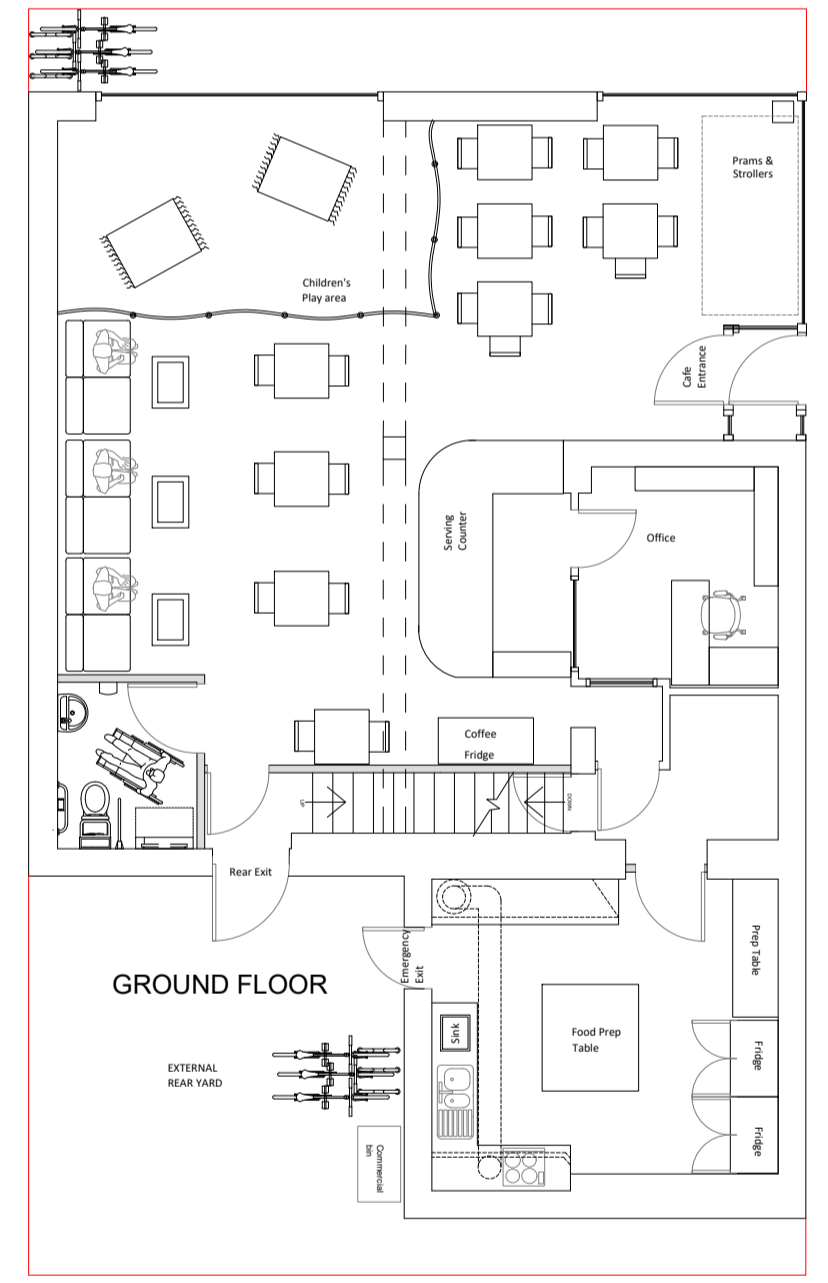 Prams &
Strollers
Children's
Play area
Cafe
Entrance
Serving
Counter
Office
Coffee
Fridge
UP
DOWN
Rear Exit
Emergency
Exit
Prep Table
GROUND FLOOR
Sink
Food Prep
Table
Fridge
EXTERNAL
REAR YARD
Fridge
Commercial
bin